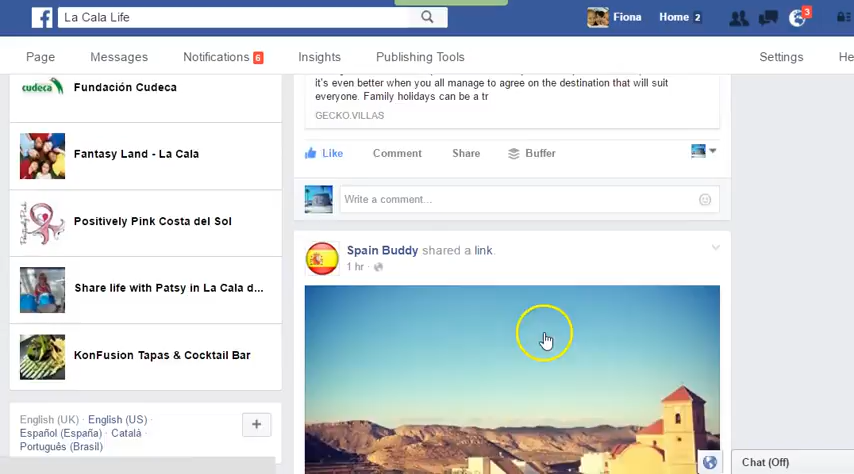 La Cala Life
Fiona
Home 2
3
Page
Messages
Notifications 6
Insights
Publishing Tools
Settings
He
cudeca
Fundación Cudeca
Fantasy Land - La Cala
Positively Pink Costa del Sol
Share life with Patsy in La Cala d...
KonFusion Tapas & Cocktail Bar
English (UK) · English (US) ·
Español (España) · Català ·
Português (Brasil)
+
it's even better when you all manage to agree on the destination that will suit
everyone. Family holidays can be a tr
GECKO.VILLAS
Like
Comment
Share
Buffer
Write a comment...
Spain Buddy shared a link.
1 hr ·
Chat (Off)